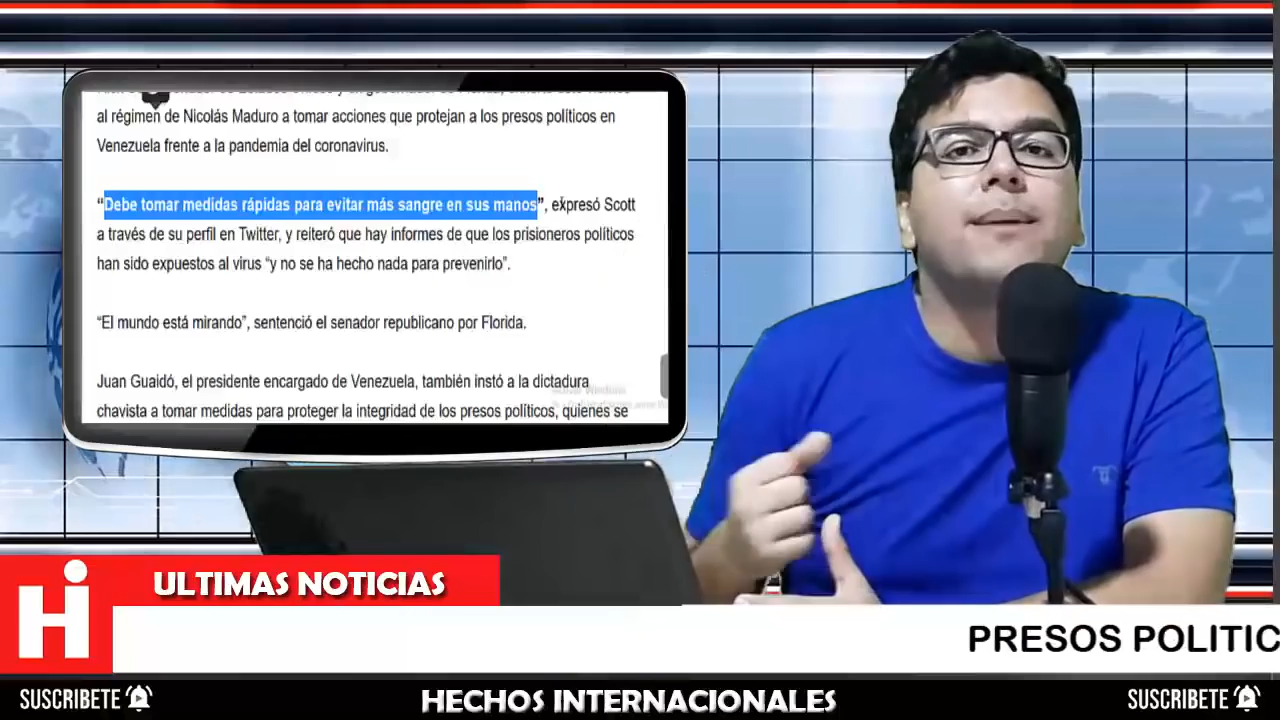 al régimen de Nicolás Maduro a tomar acciones que protejan a los presos políticos en
Venezuela frente a la pandemia del coronavirus.
“Debe tomar medidas rápidas para evitar más sangre en sus manos”, expresó Scott
a través de su perfil en Twitter, y reiteró que hay informes de que los prisioneros políticos
han sido expuestos al virus “y no se ha hecho nada para prevenirlo”.
“El mundo está mirando”, sentenció el senador republicano por Florida.
Juan Guaidó, el presidente encargado de Venezuela, también instó a la dictadura
chavista a tomar medidas para proteger la integridad de los presos políticos, quienes se
Hi
ULTIMAS NOTICIAS
PRESOS POLITIC
SUSCRIBETE
HECHOS INTERNACIONALES
SUSCRIBETE